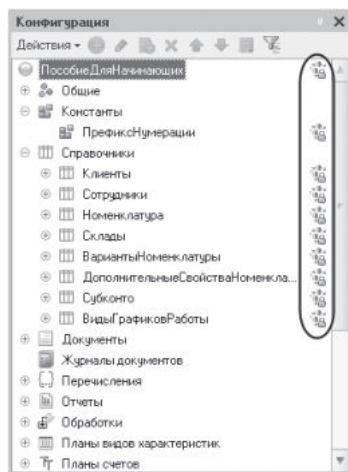 Конфигурация
Действия
ПособиеДляНачинающих
Общие
Константы
ПрефиксНумерации
Справочники
Клиенты
Сотрудники
Номенклатура
Склады
ВариантыНоменклатуры
ДополнительныеСвойстваНоменкла...
Субконто
ВидыГрафиковРаботы
Документы
Журналы документов
Перечисления
Отчеты
Обработки
Планы видов характеристик
Планы счетов